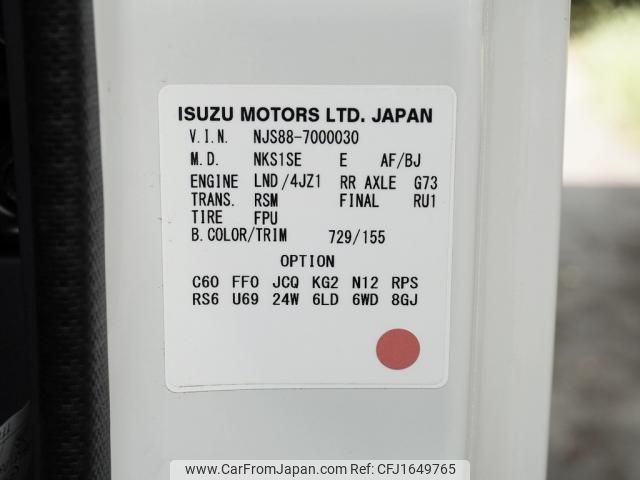 ISUZU MOTORS LTD. JAPAN
V.I.N. NJS88-7000030
M.D. NKS1SE E AF/BJ
ENGINE LND/4JZ1 RR AXLE G73
TRANS. RSM FINAL RU1
TIRE FPU
B.COLOR/TRIM 729/155
OPTION
C60 FF0 JCQ KG2 N12 RPS
RS6 U69 24W 6LD 6WD 8GJ
www.CarFromJapan.com - CFJ1649765